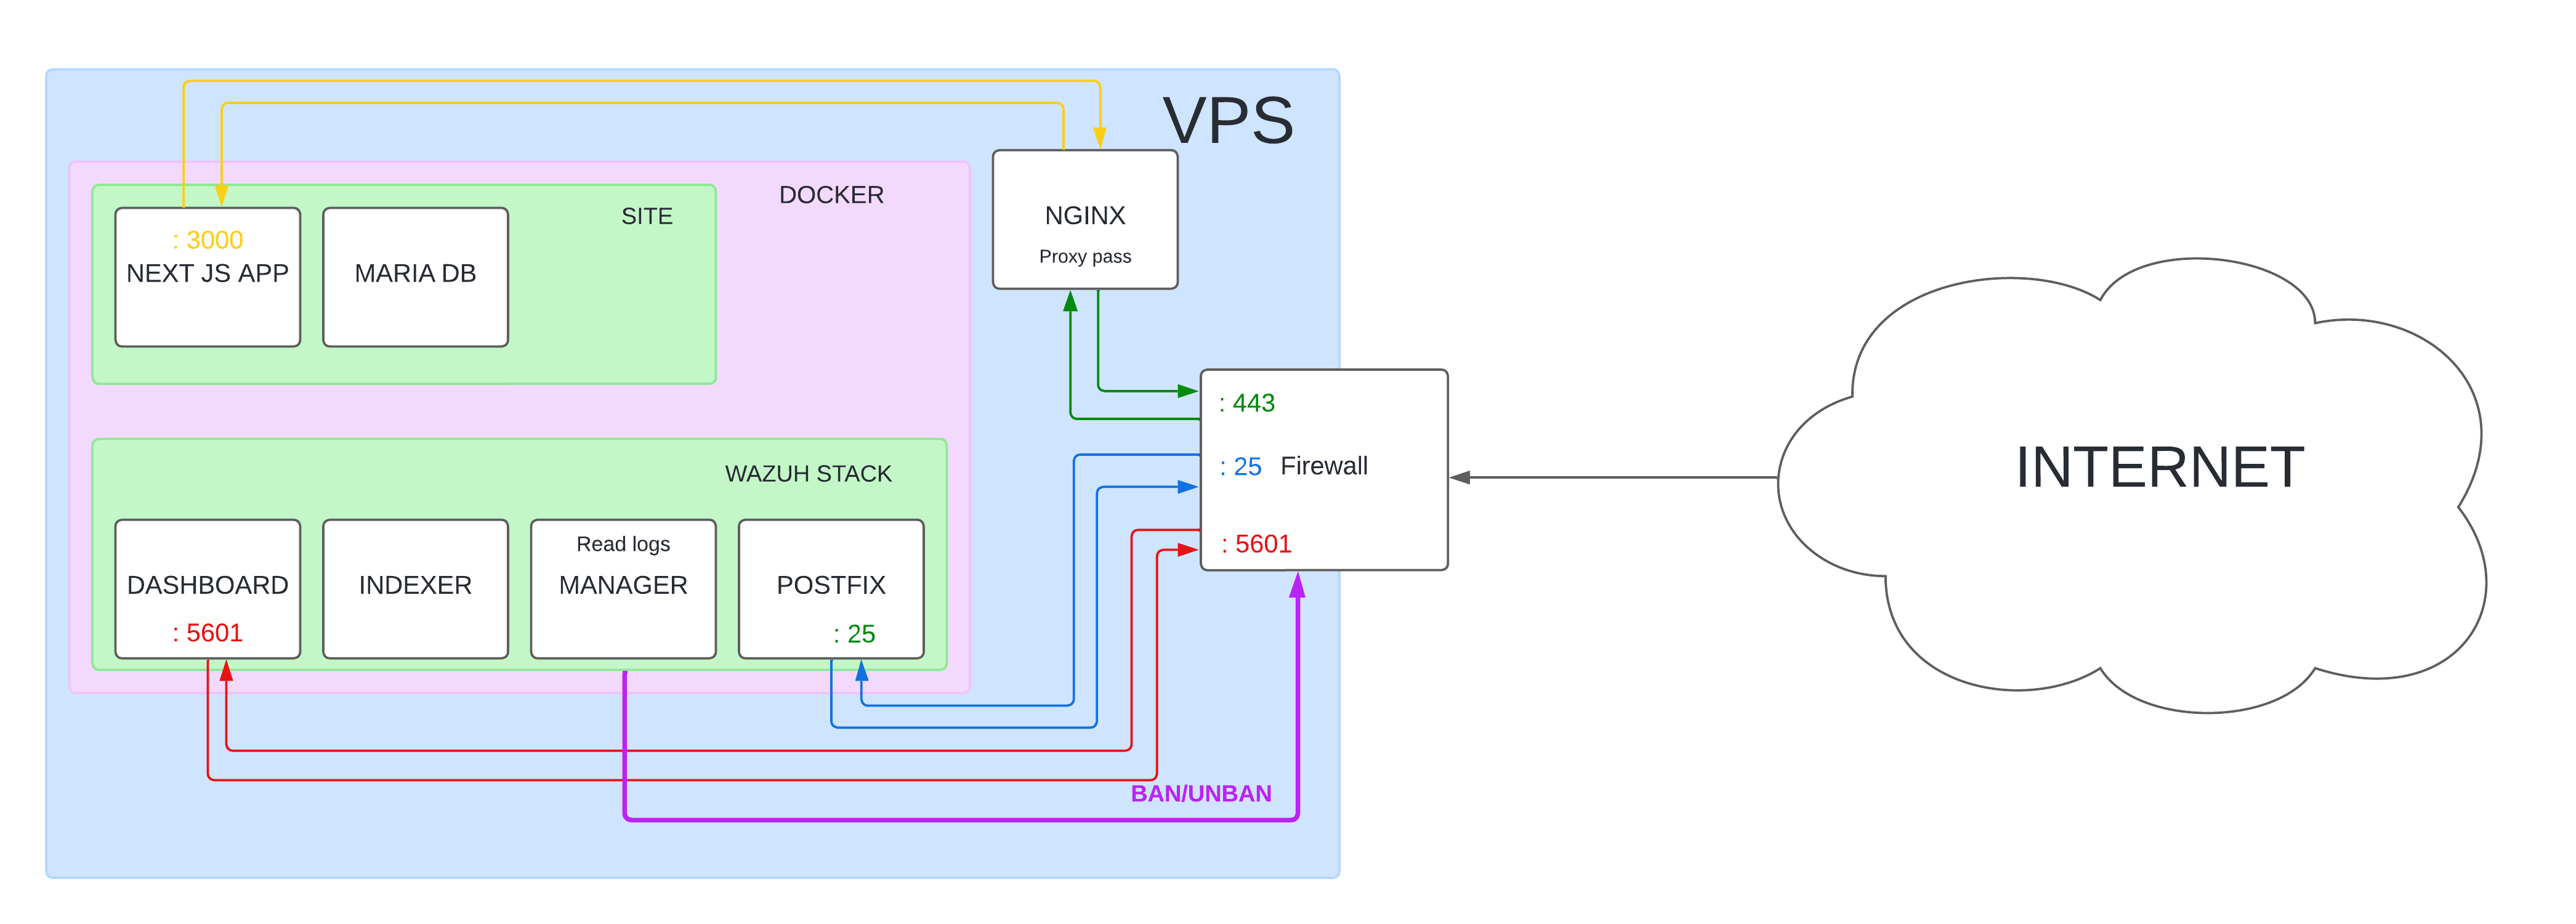 VPS
DOCKER
SITE
: 3000
NEXT JS APP
MARIA DB
NGINX
Proxy pass
: 443
: 25
Firewall
: 5601
INTERNET
WAZUH STACK
DASHBOARD
: 5601
INDEXER
Read logs
MANAGER
POSTFIX
: 25
BAN/UNBAN